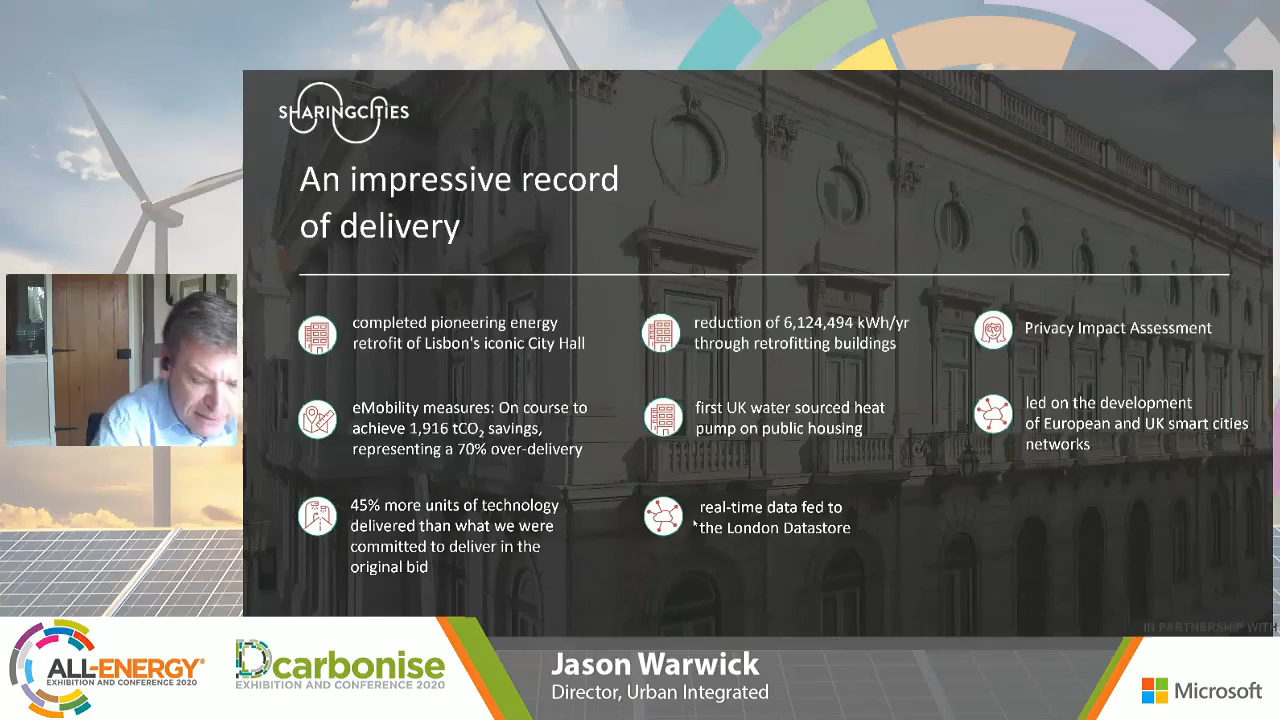 SHARINGCITIES
An impressive record
of delivery
completed pioneering energy
retrofit of Lisbon's iconic City Hall
eMobility measures: On course to
achieve 1,916 tCO₂ savings,
representing a 70% over-delivery
45% more units of technology
delivered than what we were
committed to deliver in the
original bid
reduction of 6,124,494 kWh/yr
through retrofitting buildings
first UK water sourced heat
pump on public housing
real-time data fed to
the London Datastore
Privacy Impact Assessment
led on the development
of European and UK smart cities
networks
IN PARTNERSHIP WITH
ALL-ENERGY®
EXHIBITION AND CONFERENCE 2020
Dcarbonise
EXHIBITION AND CONFERENCE 2020
Jason Warwick
Director, Urban Integrated
Microsoft